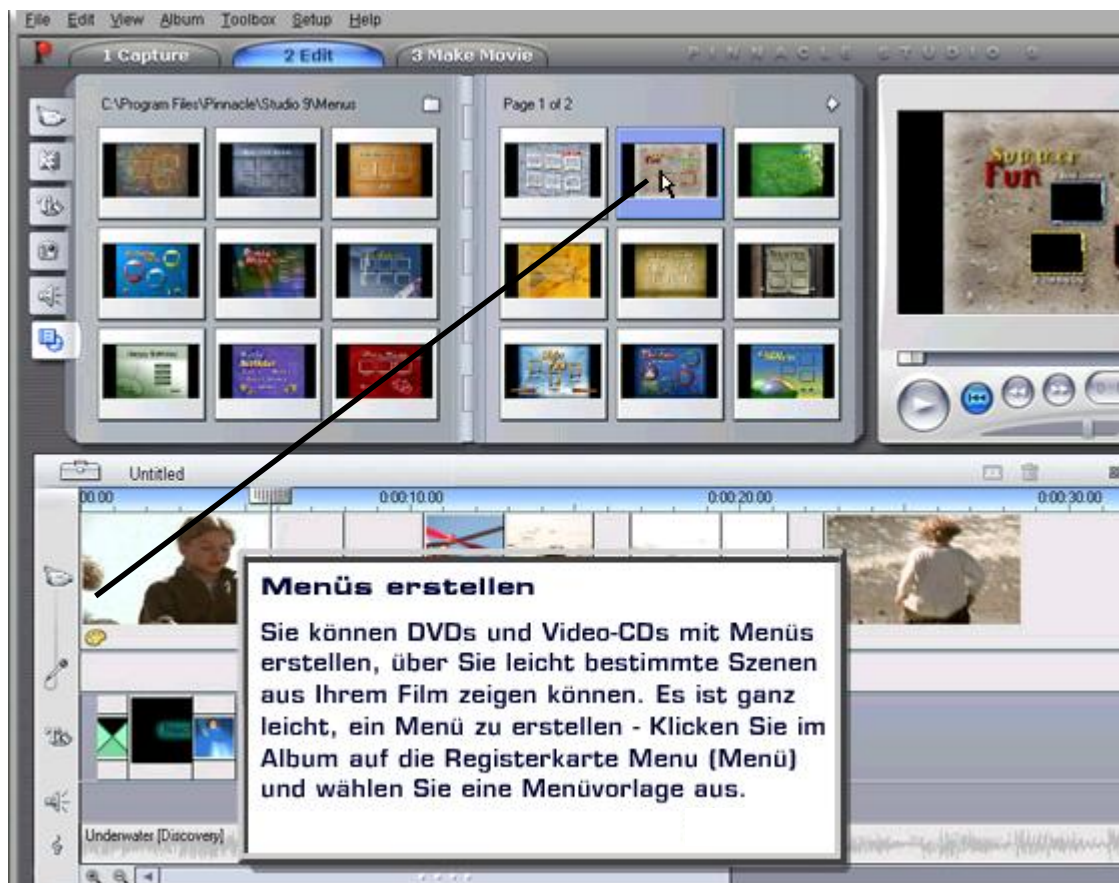 File Edit View Album Toolbox Setup Help
1 Capture 2 Edit 3 Make Movie PINNACLE STUDIO 9
C:\Program Files\Pinnacle\Studio 9\Menus Page 1 of 2
Summer
Fun
Untitled
00.00 0:00:10.00 0:00:20.00 0:00:30.00
Menüs erstellen
Sie können DVDs und Video-CDs mit Menüs
erstellen, über Sie leicht bestimmte Szenen
aus Ihrem Film zeigen können. Es ist ganz
leicht, ein Menü zu erstellen - Klicken Sie im
Album auf die Registerkarte Menu (Menü)
und wählen Sie eine Menüvorlage aus.
Underwater [Discovery]